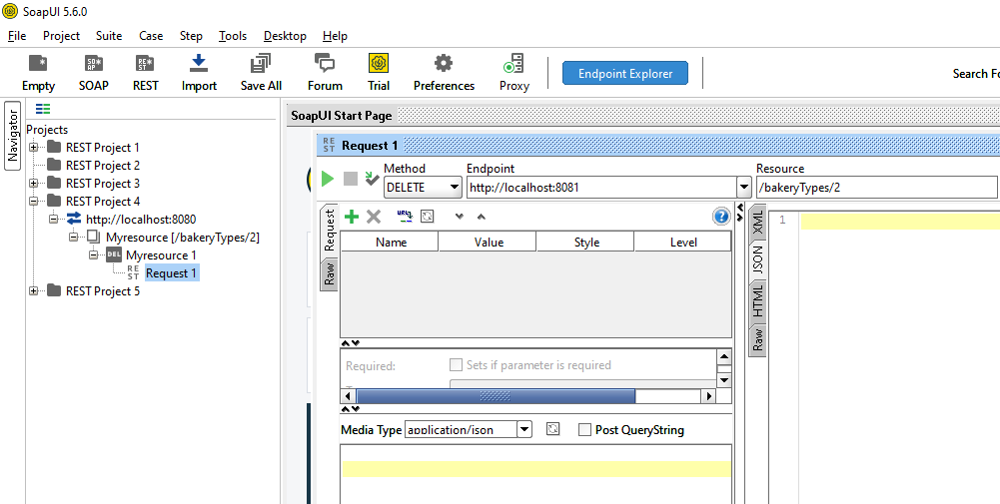 SoapUI 5.6.0
File Project Suite Case Step Tools Desktop Help
Empty SOAP REST Import Save All Forum Trial Preferences Proxy Endpoint Explorer Search Fo
Navigator
Projects
REST Project 1
REST Project 2
REST Project 3
REST Project 4
http://localhost:8080
Myresource [/bakeryTypes/2]
DEL Myresource 1
REST Request 1
REST Project 5
SoapUI Start Page
REST Request 1
Method Endpoint Resource
DELETE http://localhost:8081 /bakeryTypes/2
Request
Raw
Name Value Style Level
Required: Sets if parameter is required
Media Type application/json Post QueryString
XML
JSON
HTML
Raw
1